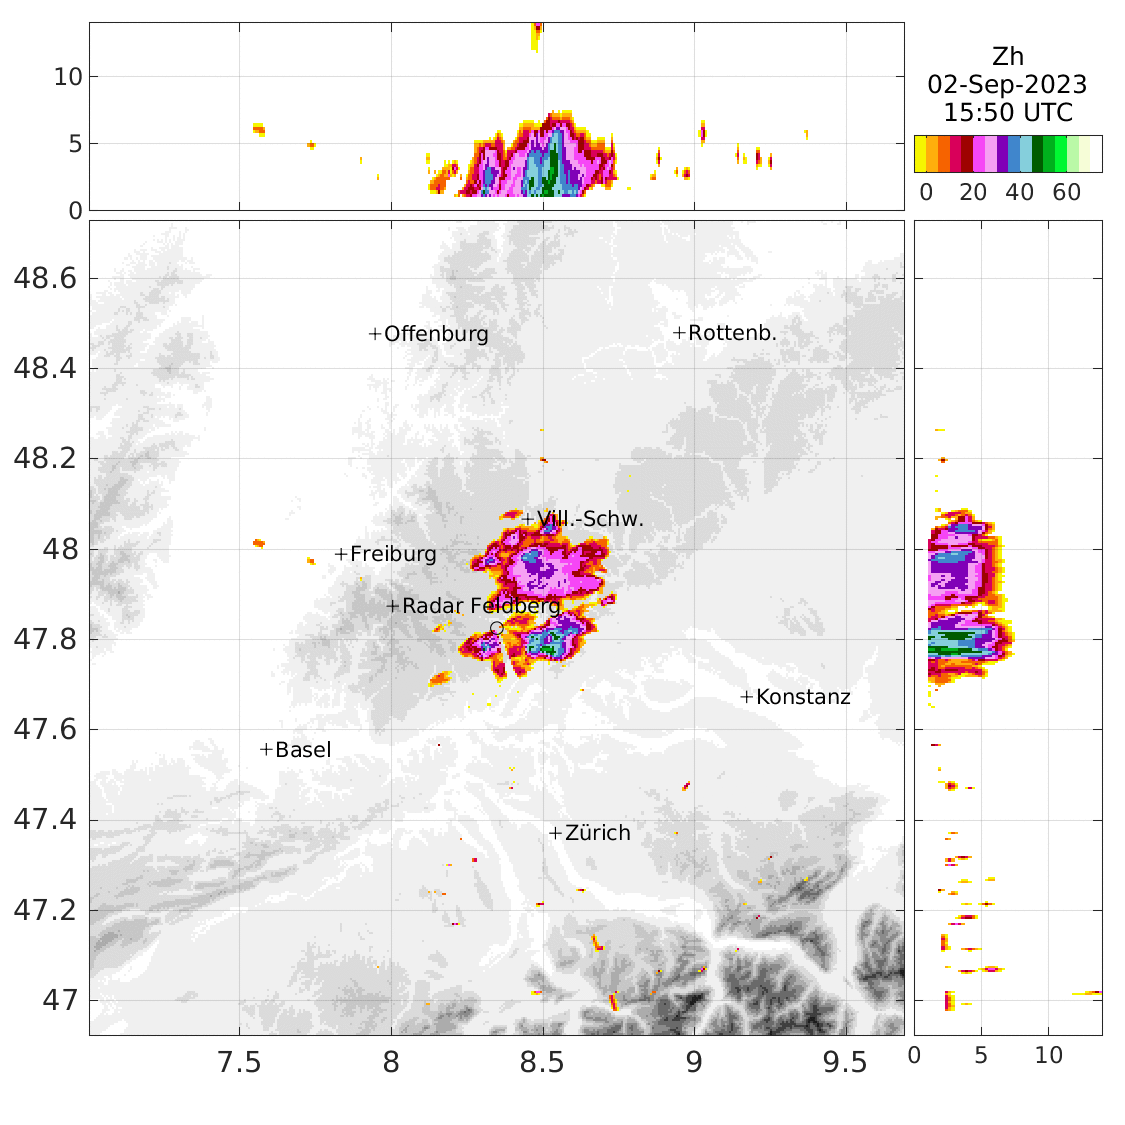 10
5
0
Zh
02-Sep-2023
15:50 UTC
0 20 40 60
48.6
48.4
48.2
48
47.8
47.6
47.4
47.2
47
Offenburg
Rottenb.
Vill.-Schw.
Freiburg
Radar Feldberg
Konstanz
Basel
Zürich
7.5 8 8.5 9 9.5
0 5 10